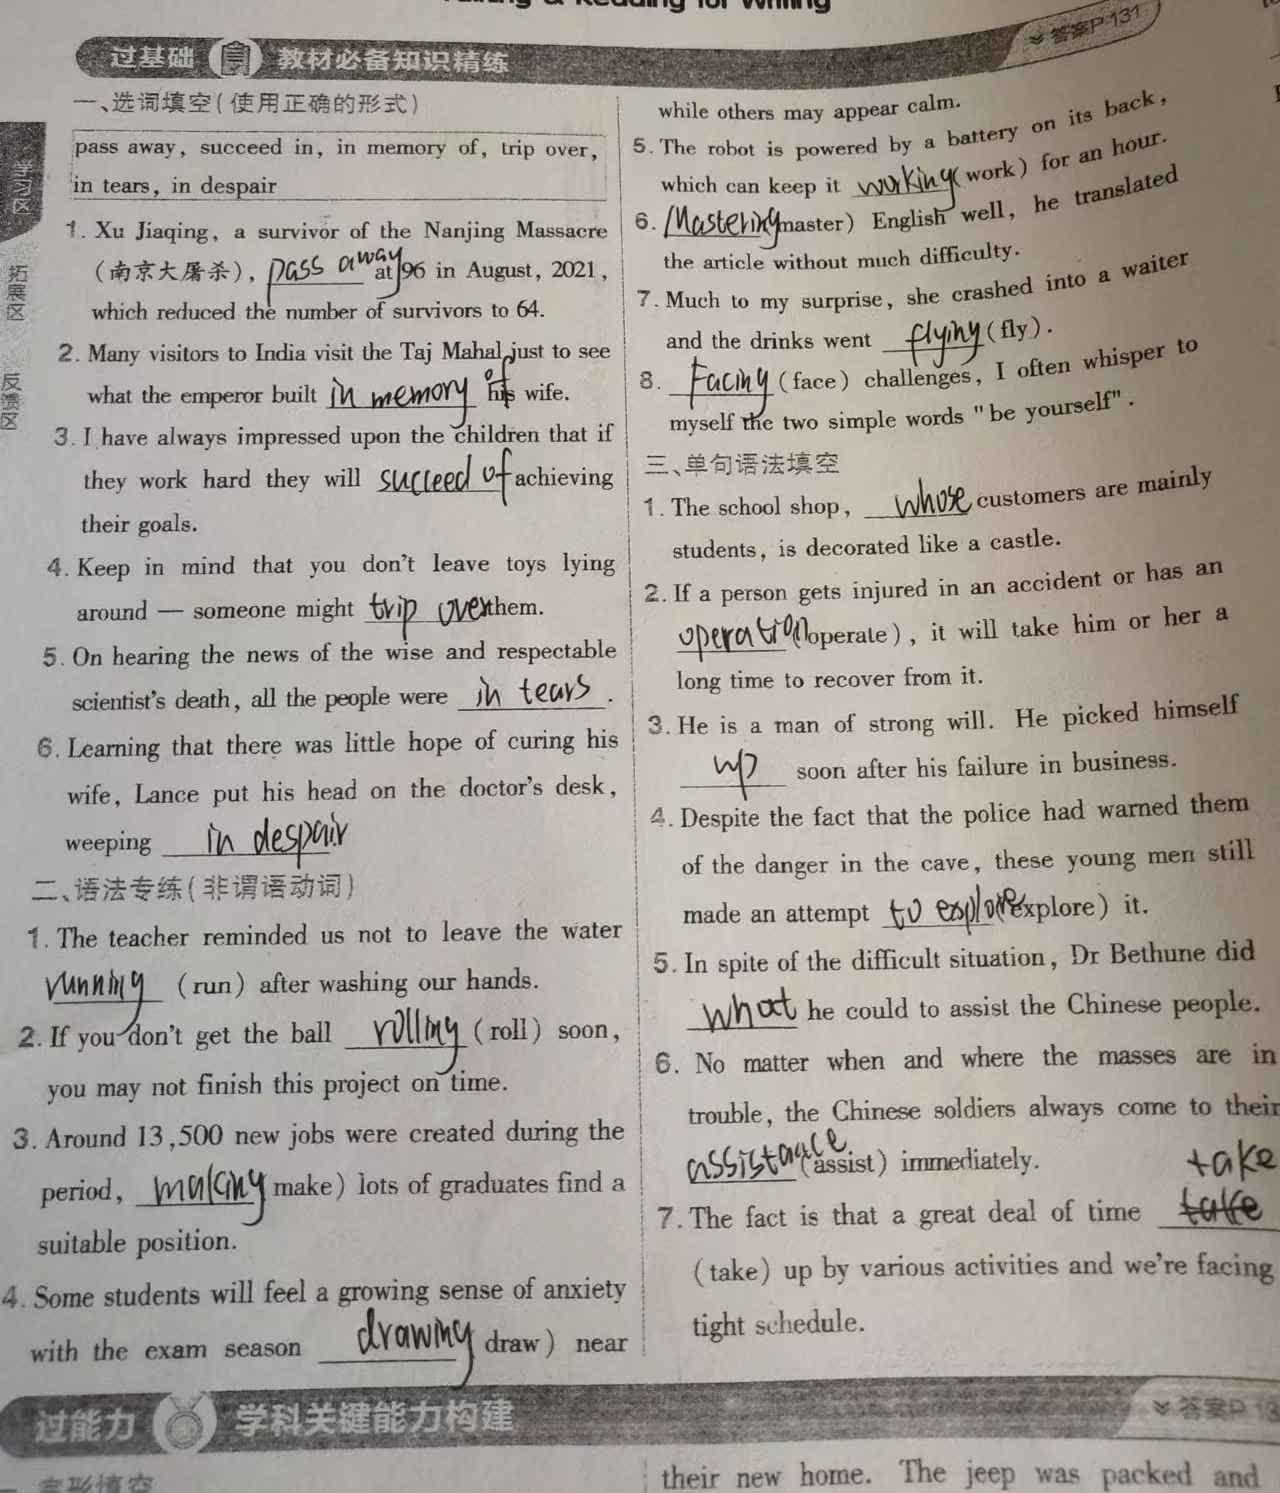 & Reading for Writing
过基础 教材必备知识精练
答案P 131
学习区
拓展区
反馈区
一、选词填空(使用正确的形式)
pass away, succeed in, in memory of, trip over,
in tears, in despair
1. Xu Jiaqing, a survivor of the Nanjing Massacre
(南京大屠杀), pass away at 96 in August, 2021,
which reduced the number of survivors to 64.
2. Many visitors to India visit the Taj Mahal just to see
what the emperor built in memory of his wife.
3. I have always impressed upon the children that if
they work hard they will succeed of achieving
their goals.
4. Keep in mind that you don't leave toys lying
around — someone might trip over them.
5. On hearing the news of the wise and respectable
scientist's death, all the people were in tears.
6. Learning that there was little hope of curing his
wife, Lance put his head on the doctor's desk,
weeping in despair
二、语法专练(非谓语动词)
1. The teacher reminded us not to leave the water
running (run) after washing our hands.
2. If you don't get the ball rolling (roll) soon,
you may not finish this project on time.
3. Around 13,500 new jobs were created during the
period, making make) lots of graduates find a
suitable position.
4. Some students will feel a growing sense of anxiety
with the exam season drawing draw) near
while others may appear calm.
5. The robot is powered by a battery on its back,
which can keep it working (work) for an hour.
6. Mastering master) English well, he translated
the article without much difficulty.
7. Much to my surprise, she crashed into a waiter
and the drinks went flying (fly).
8. Facing (face) challenges, I often whisper to
myself the two simple words "be yourself".
三、单句语法填空
1. The school shop, whose customers are mainly
students, is decorated like a castle.
2. If a person gets injured in an accident or has an
operation operate), it will take him or her a
long time to recover from it.
3. He is a man of strong will. He picked himself
up soon after his failure in business.
4. Despite the fact that the police had warned them
of the danger in the cave, these young men still
made an attempt to explore explore) it.
5. In spite of the difficult situation, Dr Bethune did
what he could to assist the Chinese people.
6. No matter when and where the masses are in
trouble, the Chinese soldiers always come to their
assistance (assist) immediately.
take
7. The fact is that a great deal of time take
(take) up by various activities and we're facing
tight schedule.
过能力 学科关键能力构建
答案P 13
完形填空
their new home. The jeep was packed and